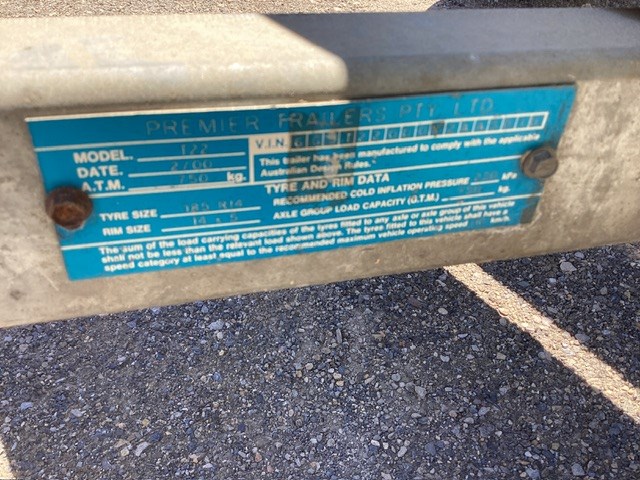 PREMIER TRAILERS PTY. LTD.
MODEL. 122 V.I.N.
DATE. 2/00 This trailer has been manufactured to comply with the applicable
A.T.M. 750 kg. Australian Design Rules.
TYRE AND RIM DATA
TYRE SIZE 185 R14 RECOMMENDED COLD INFLATION PRESSURE kPa
RIM SIZE 14 x 5 AXLE GROUP LOAD CAPACITY (G.T.M.) kg.
The sum of the load carrying capacities of the tyres fitted to any axle or axle group of this vehicle
shall not be less than the relevant load shown above. The tyres fitted to this vehicle shall have a
speed category at least equal to the recommended maximum vehicle operating speed